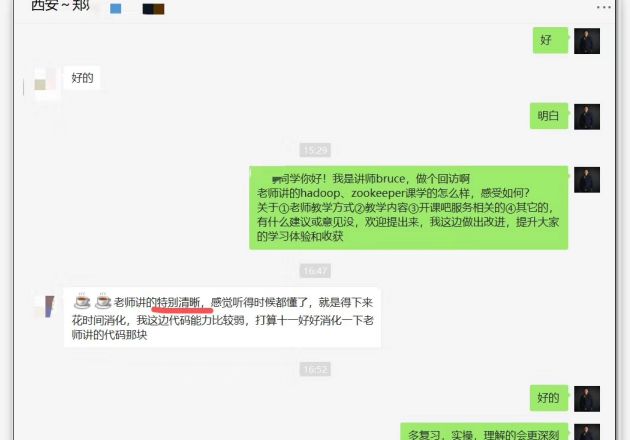 西安~郑
好
好的
明白
15:29
同学你好！我是讲师bruce，做个回访啊
老师讲的hadoop、zookeeper课学的怎么样，感受如何?
关于①老师教学方式②教学内容③开课吧服务相关的④其它的，
有什么建议或意见没，欢迎提出来，我这边做出改进，提升大家
的学习体验和收获
16:47
老师讲的特别清晰，感觉听得时候都懂了，就是得下来
花时间消化，我这边代码能力比较弱，打算十一好好消化一下老
师讲的代码那块
16:52
好的
多复习，实操，理解的会更深刻